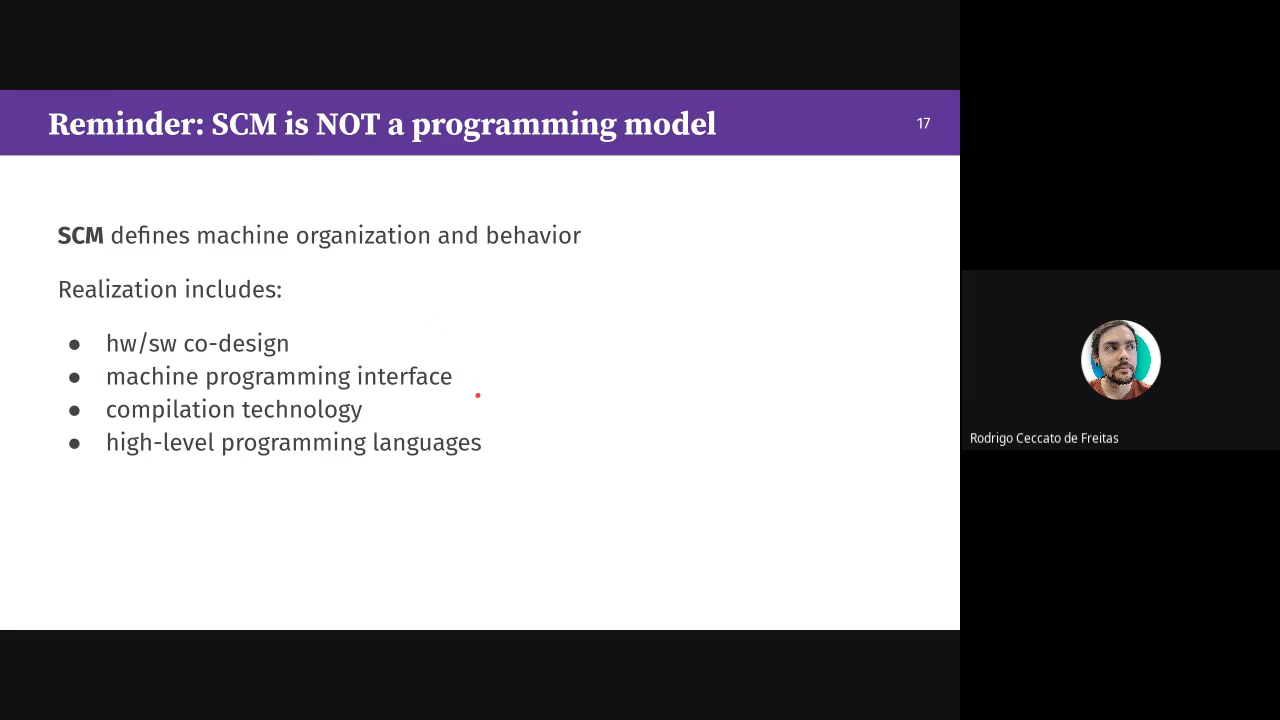 Reminder: SCM is NOT a programming model
17
SCM defines machine organization and behavior
Realization includes:
● hw/sw co-design
● machine programming interface
● compilation technology
● high-level programming languages
Rodrigo Ceccato de Freitas